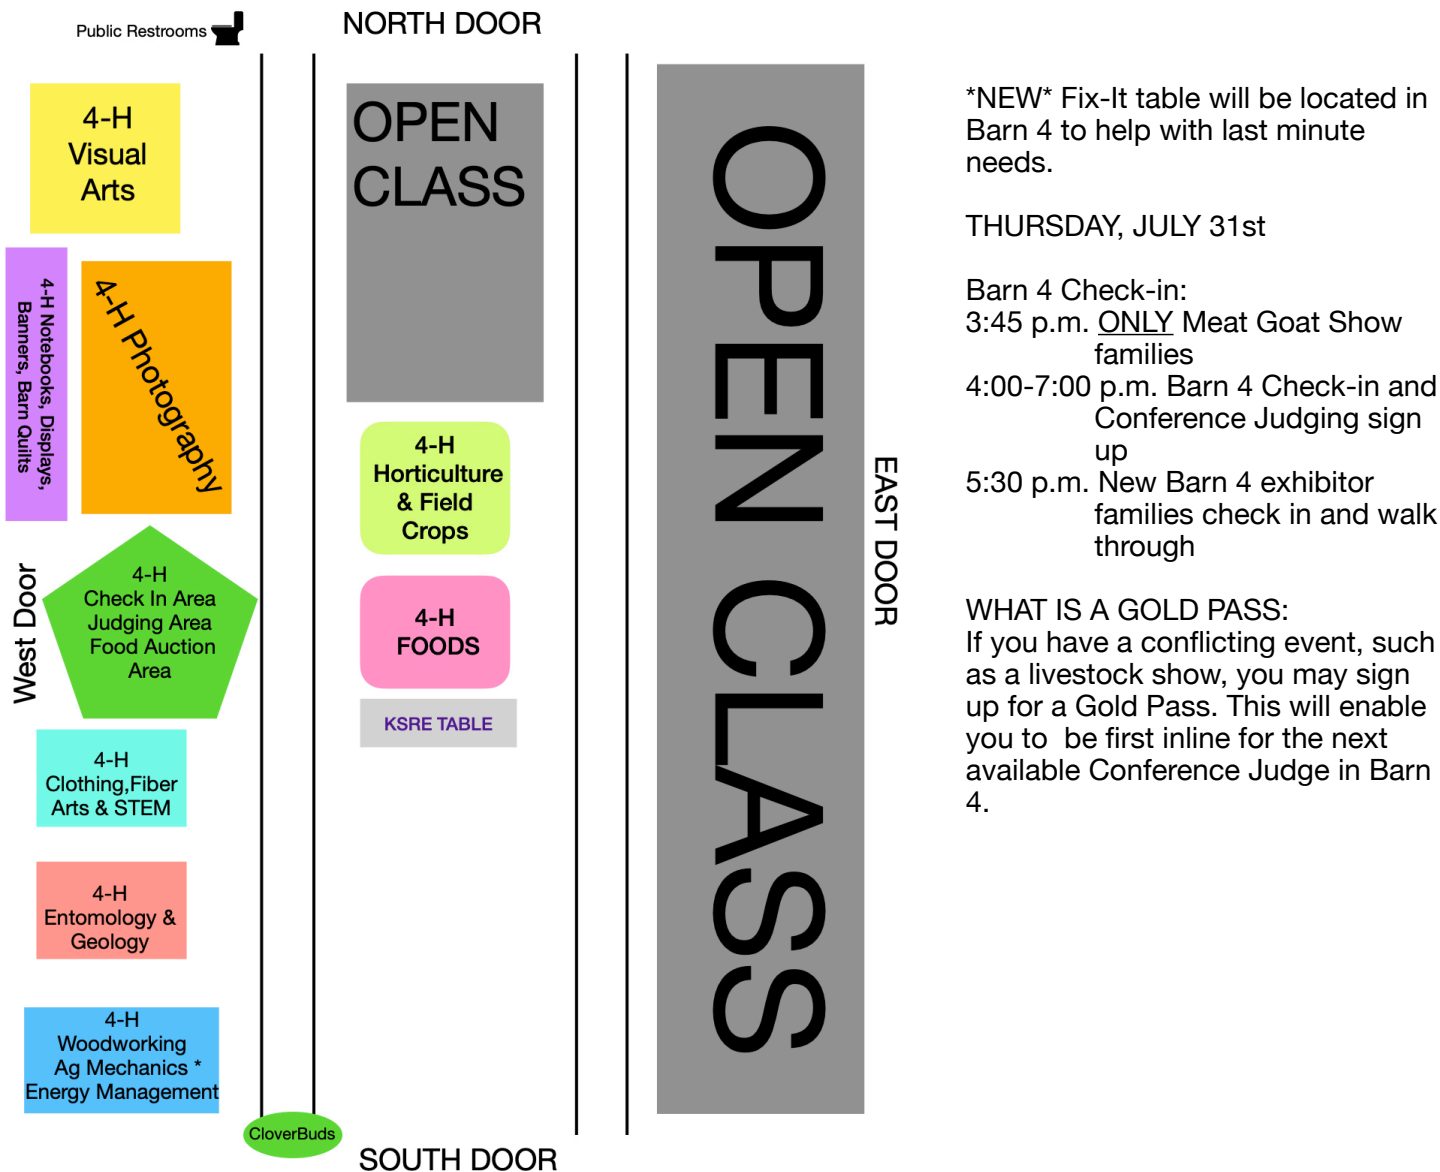 Public Restrooms
NORTH DOOR
4-H
Visual
Arts
OPEN
CLASS
4-H Notebooks, Displays,
Banners, Barn Quilts
4-H Photography
4-H
Horticulture
& Field
Crops
West Door
4-H
Check In Area
Judging Area
Food Auction
Area
4-H
FOODS
KSRE TABLE
4-H
Clothing,Fiber
Arts & STEM
4-H
Entomology &
Geology
4-H
Woodworking
Ag Mechanics *
Energy Management
CloverBuds
SOUTH DOOR
OPEN CLASS
EAST DOOR
*NEW* Fix-It table will be located in
Barn 4 to help with last minute
needs.
THURSDAY, JULY 31st
Barn 4 Check-in:
3:45 p.m. ONLY Meat Goat Show
families
4:00-7:00 p.m. Barn 4 Check-in and
Conference Judging sign
up
5:30 p.m. New Barn 4 exhibitor
families check in and walk
through
WHAT IS A GOLD PASS:
If you have a conflicting event, such
as a livestock show, you may sign
up for a Gold Pass. This will enable
you to  be first inline for the next
available Conference Judge in Barn
4.